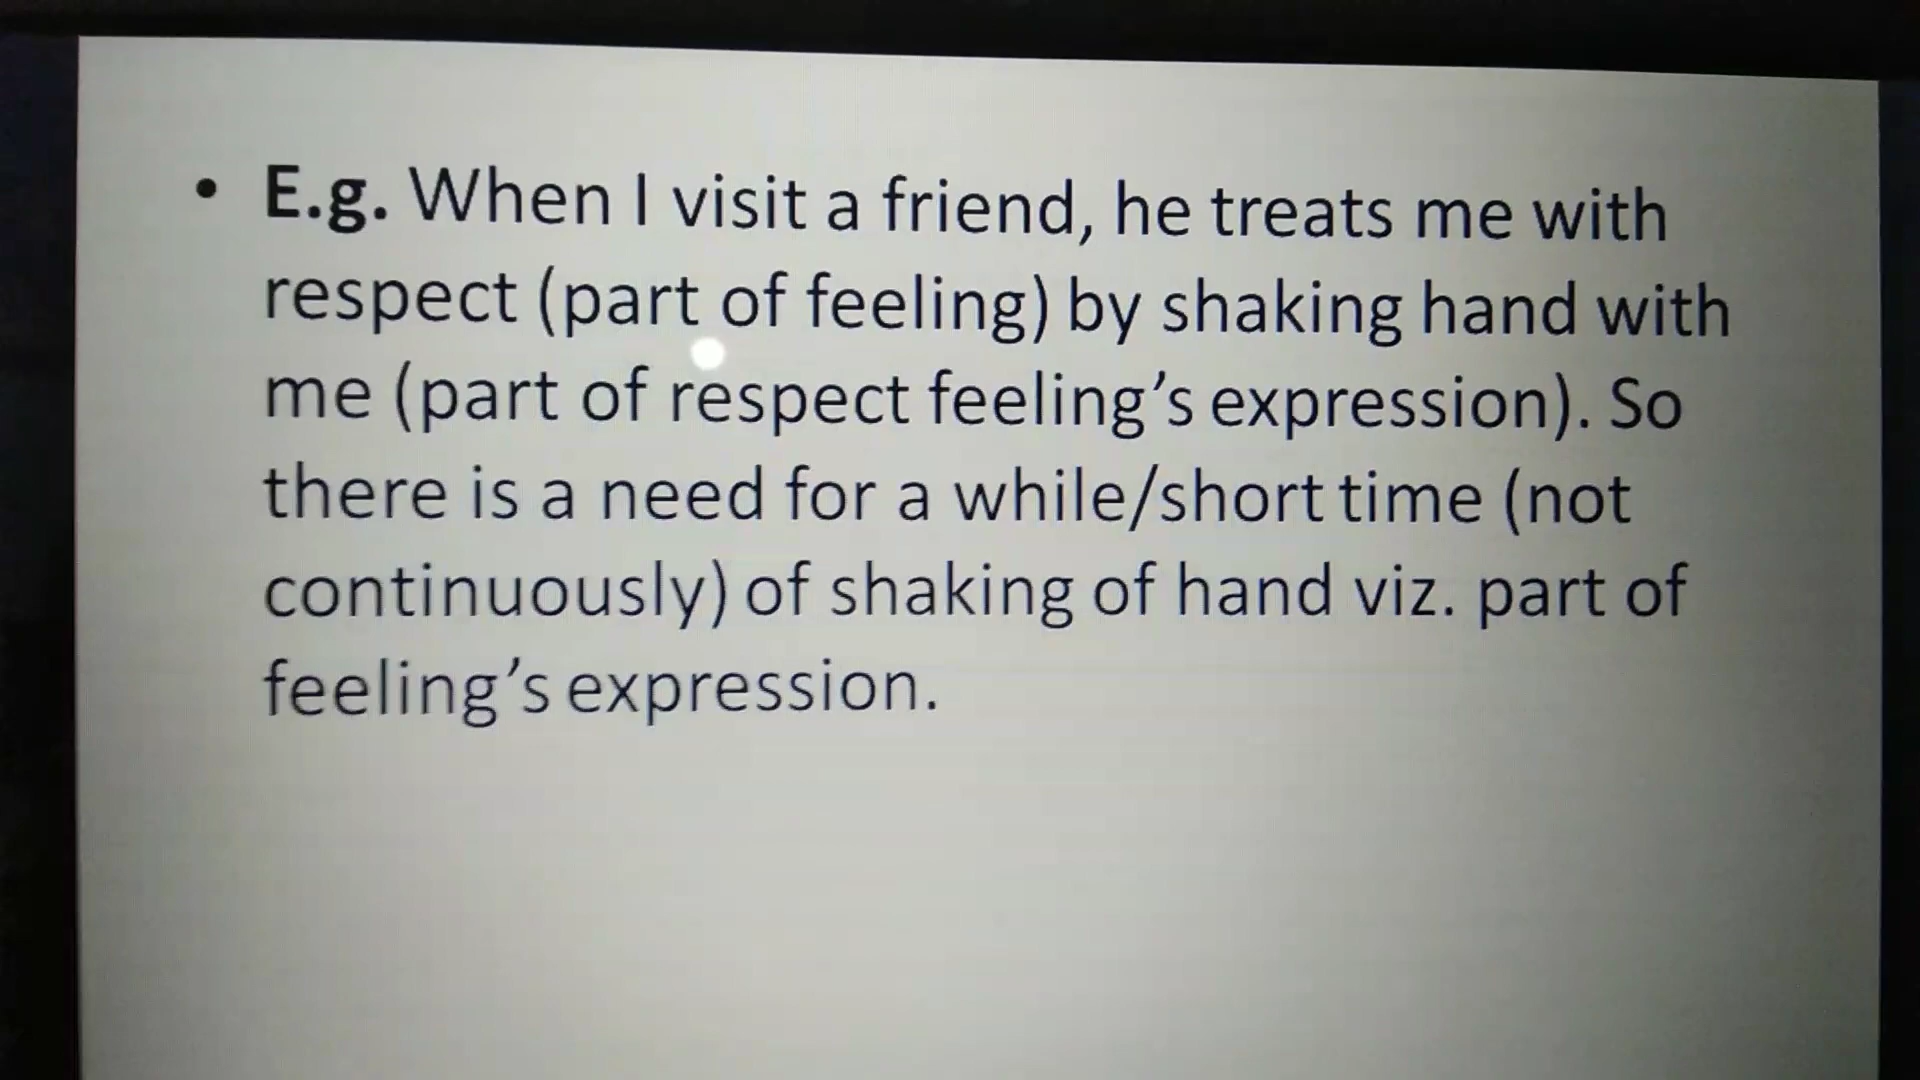 • E.g. When I visit a friend, he treats me with
respect (part of feeling) by shaking hand with
me (part of respect feeling’s expression). So
there is a need for a while/short time (not
continuously) of shaking of hand viz. part of
feeling’s expression.